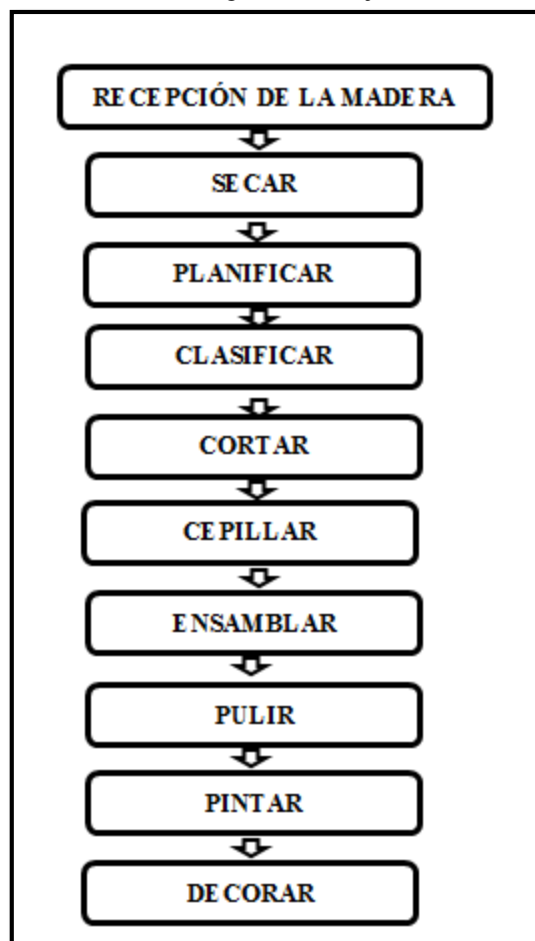 RECEPCIÓN DE LA MADERA
SECAR
PLANIFICAR
CLASIFICAR
CORTAR
CEPILLAR
ENSAMBLAR
PULIR
PINTAR
DECORAR